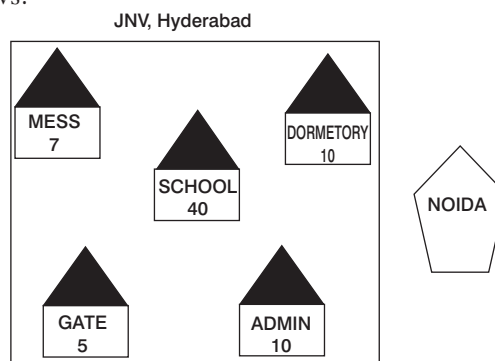 JNV, Hyderabad
MESS
7
DORMETORY
10
SCHOOL
40
NOIDA
GATE
5
ADMIN
10